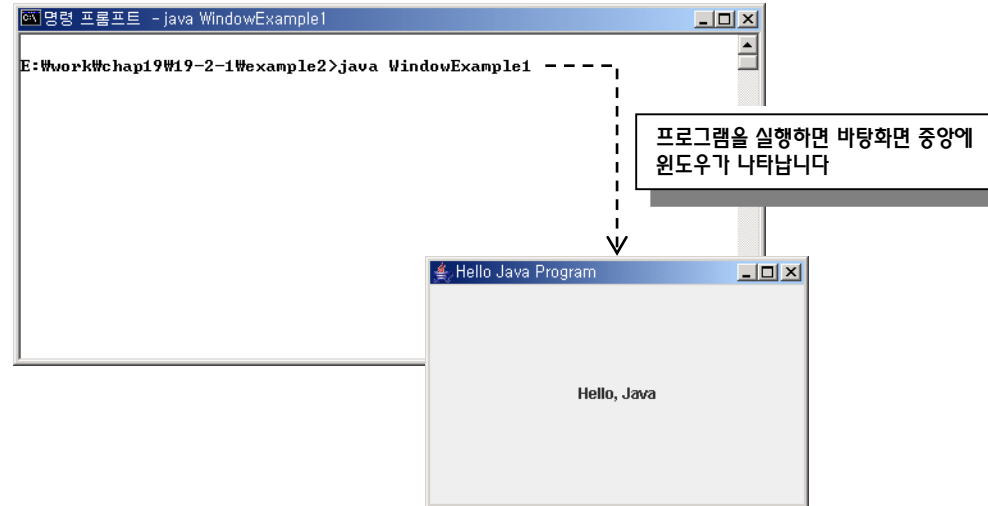 명령 프롬프트 - java WindowExample1
E:₩work₩chap19₩19-2-1₩example2>java WindowExample1
프로그램을 실행하면 바탕화면 중앙에
윈도우가 나타납니다
Hello Java Program
Hello, Java